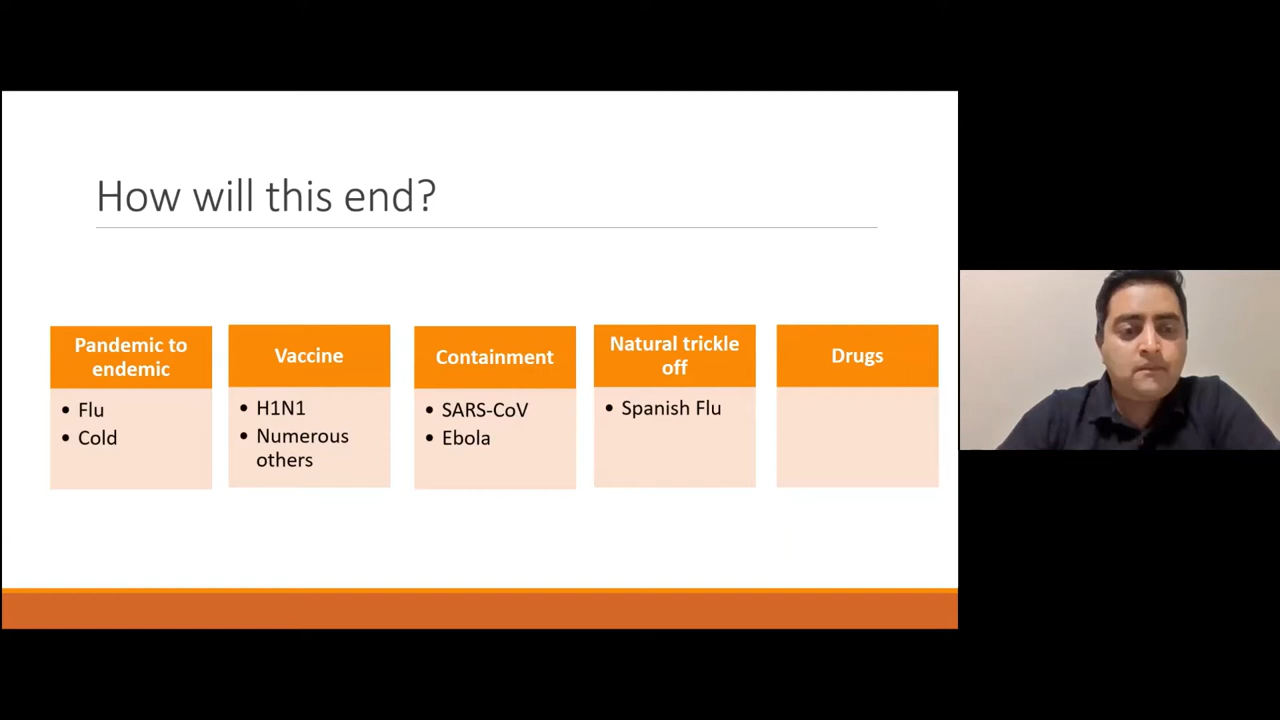 How will this end?
Pandemic to
endemic
• Flu
• Cold
Vaccine
• H1N1
• Numerous
others
Containment
• SARS-CoV
• Ebola
Natural trickle
off
• Spanish Flu
Drugs